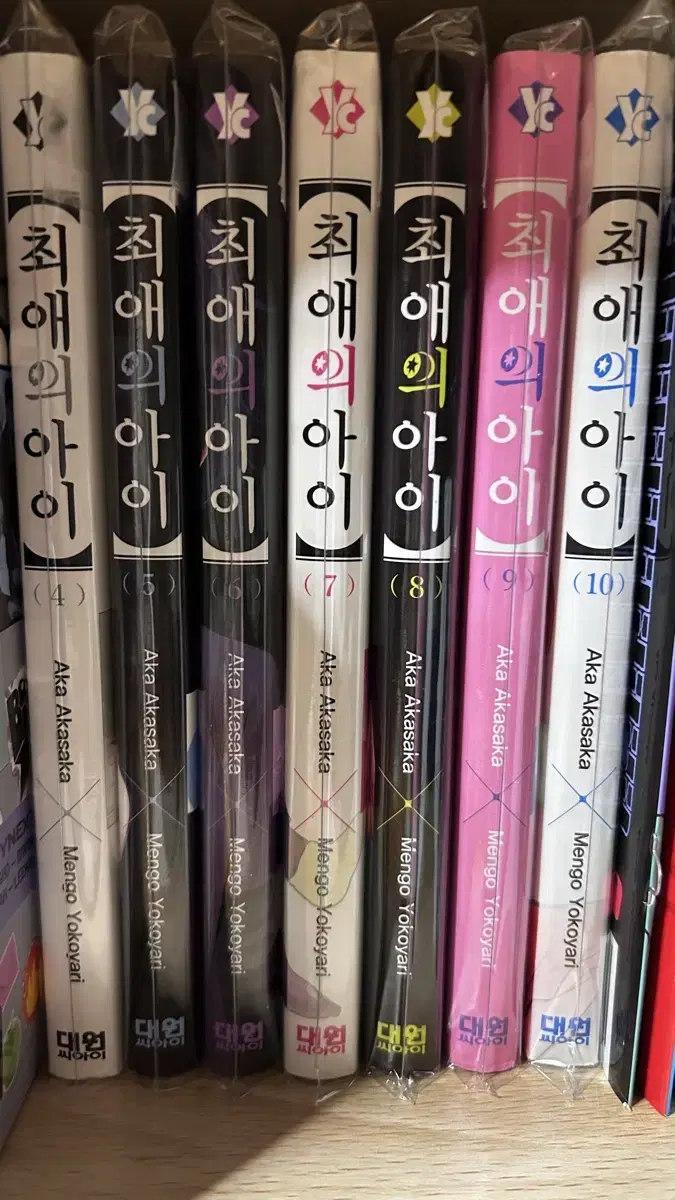 YC
최애의 아이
(4)
Aka Akasaka
Mengo Yokoyari
대원
씨아이
YC
최애의 아이
(5)
Aka Akasaka
Mengo Yokoyari
대원
씨아이
YC
최애의 아이
(6)
Aka Akasaka
Mengo Yokoyari
대원
씨아이
YC
최애의 아이
(7)
Aka Akasaka
Mengo Yokoyari
대원
씨아이
YC
최애의 아이
(8)
Aka Akasaka
Mengo Yokoyari
대원
씨아이
YC
최애의 아이
(9)
Aka Akasaka
Mengo Yokoyari
대원
씨아이
YC
최애의 아이
(10)
Aka Akasaka
Mengo Yokoyari
대원
씨아이